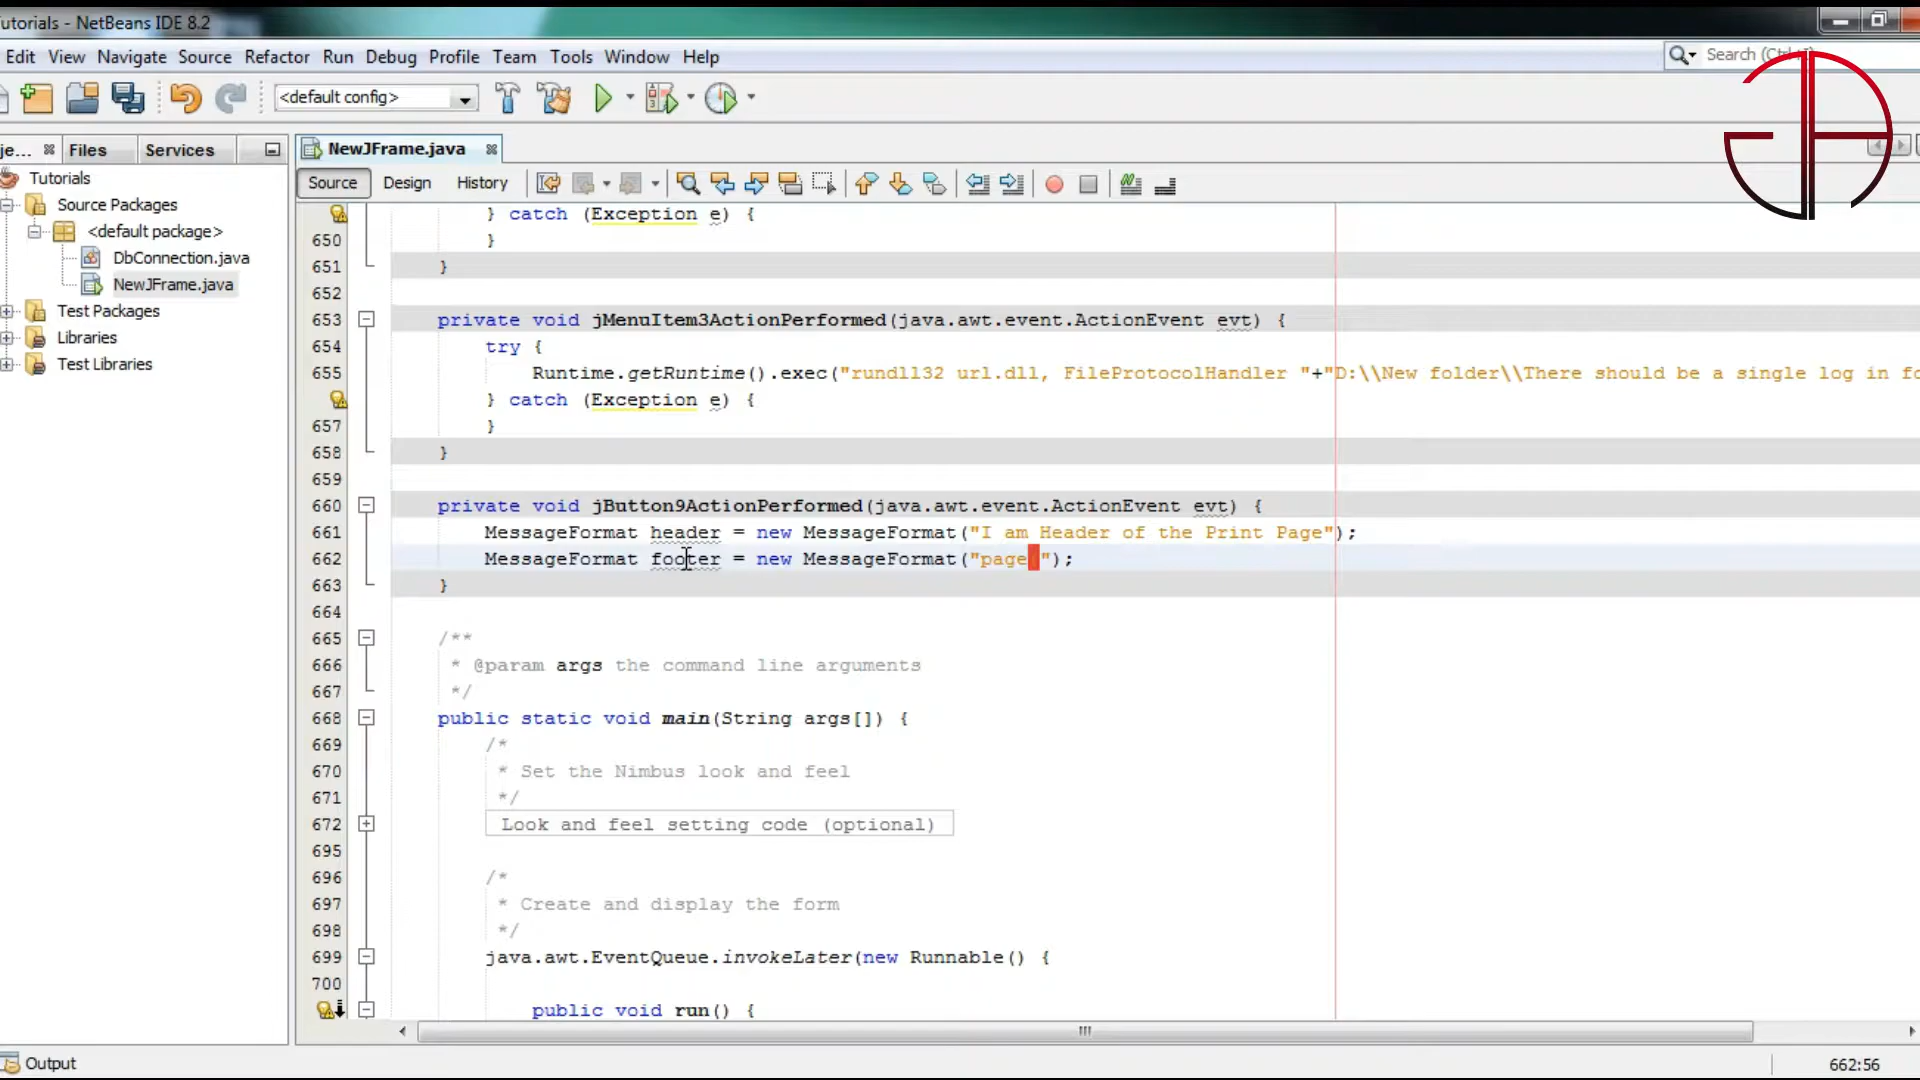 utorials - NetBeans IDE 8.2
Edit View Navigate Source Refactor Run Debug Profile Team Tools Window Help
Search (Ctrl+I)
<default config>
je... Files Services
NewJFrame.java
Source Design History
Tutorials
Source Packages
<default package>
DbConnection.java
NewJFrame.java
Test Packages
Libraries
Test Libraries
} catch (Exception e) {
650 }
651 }
652
653 private void jMenuItem3ActionPerformed(java.awt.event.ActionEvent evt) {
654 try {
655 Runtime.getRuntime().exec("rundll32 url.dll, FileProtocolHandler "+"D:\\New folder\\There should be a single log in fo
} catch (Exception e) {
657 }
658 }
659
660 private void jButton9ActionPerformed(java.awt.event.ActionEvent evt) {
661 MessageFormat header = new MessageFormat("I am Header of the Print Page");
662 MessageFormat footer = new MessageFormat("page ");
663 }
664
665 /**
666 * @param args the command line arguments
667 */
668 public static void main(String args[]) {
669 /*
670 * Set the Nimbus look and feel
671 */
672 Look and feel setting code (optional)
695
696 /*
697 * Create and display the form
698 */
699 java.awt.EventQueue.invokeLater(new Runnable() {
700
public void run() {
Output
662:56